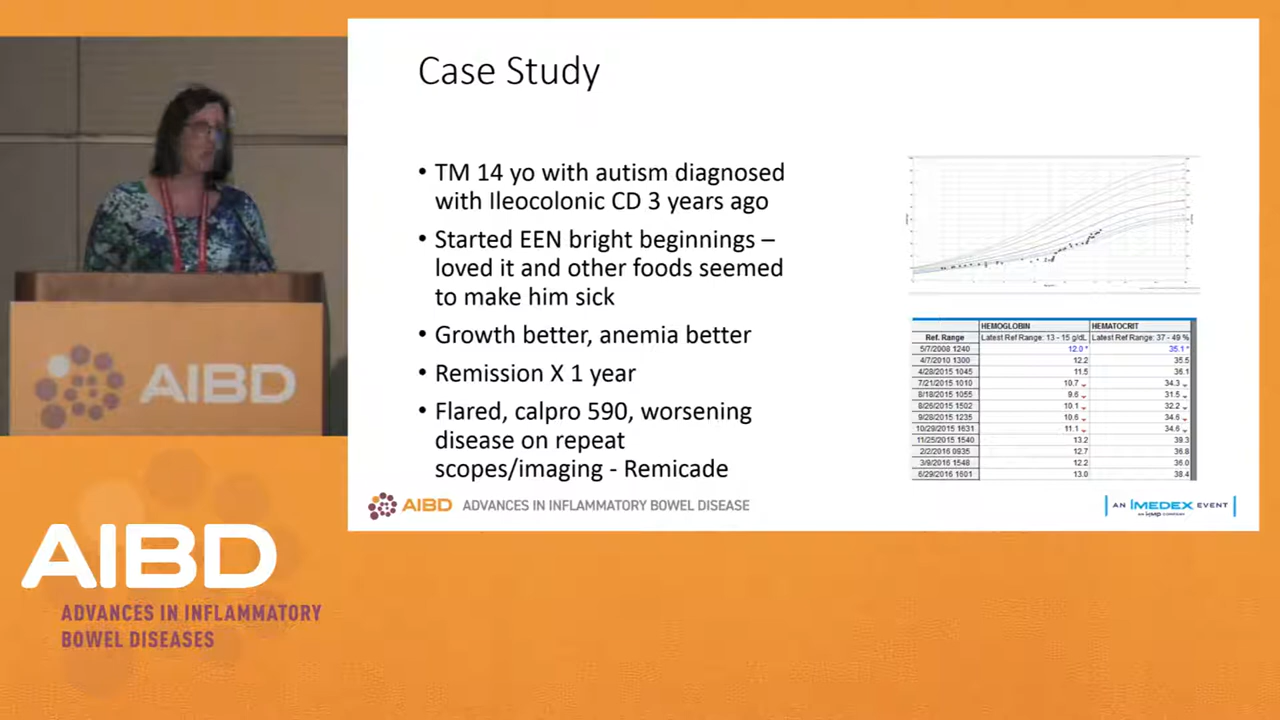 Case Study
• TM 14 yo with autism diagnosed
with Ileocolonic CD 3 years ago
• Started EEN bright beginnings –
loved it and other foods seemed
to make him sick
• Growth better, anemia better
• Remission X 1 year
• Flared, calpro 590, worsening
disease on repeat
scopes/imaging - Remicade
HEMOGLOBIN HEMATOCRIT
Ref. Range Latest Ref Range: 13 - 15 g/dL Latest Ref Range: 37 - 49 %
5/7/2008 1240 12.0 * 35.1 *
4/7/2010 1300 12.2 35.5
4/28/2015 1045 11.5 36.1
7/21/2015 1010 10.7 34.3
8/18/2015 1055 9.6 31.5
8/26/2015 1502 10.1 32.2
9/28/2015 1235 10.6 34.6
10/29/2015 1631 11.1 34.6
11/25/2015 1540 13.2 39.3
2/2/2016 0935 12.7 36.8
3/9/2016 1548 12.2 36.0
6/29/2016 1601 13.0 38.4
AIBD ADVANCES IN INFLAMMATORY BOWEL DISEASE
AN IMEDEX EVENT
AIBD
AIBD
ADVANCES IN INFLAMMATORY
BOWEL DISEASES